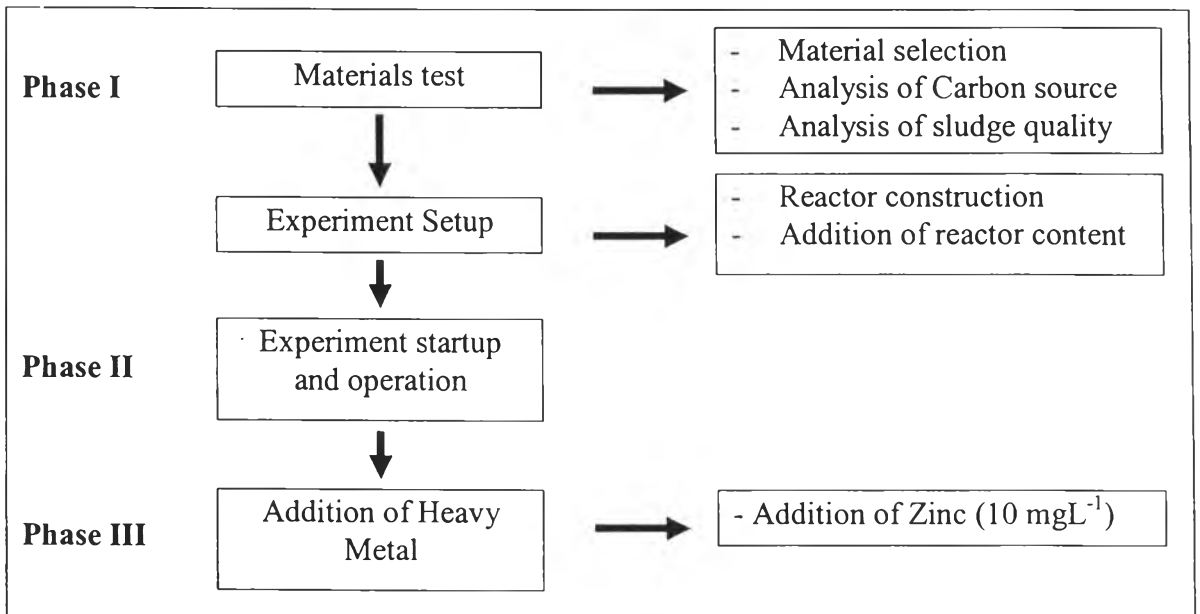 Phase I
Materials test
- Material selection
- Analysis of Carbon source
- Analysis of sludge quality
Experiment Setup
- Reactor construction
- Addition of reactor content
Phase II
Experiment startup
and operation
Phase III
Addition of Heavy
Metal
- Addition of Zinc (10 mgL⁻¹)